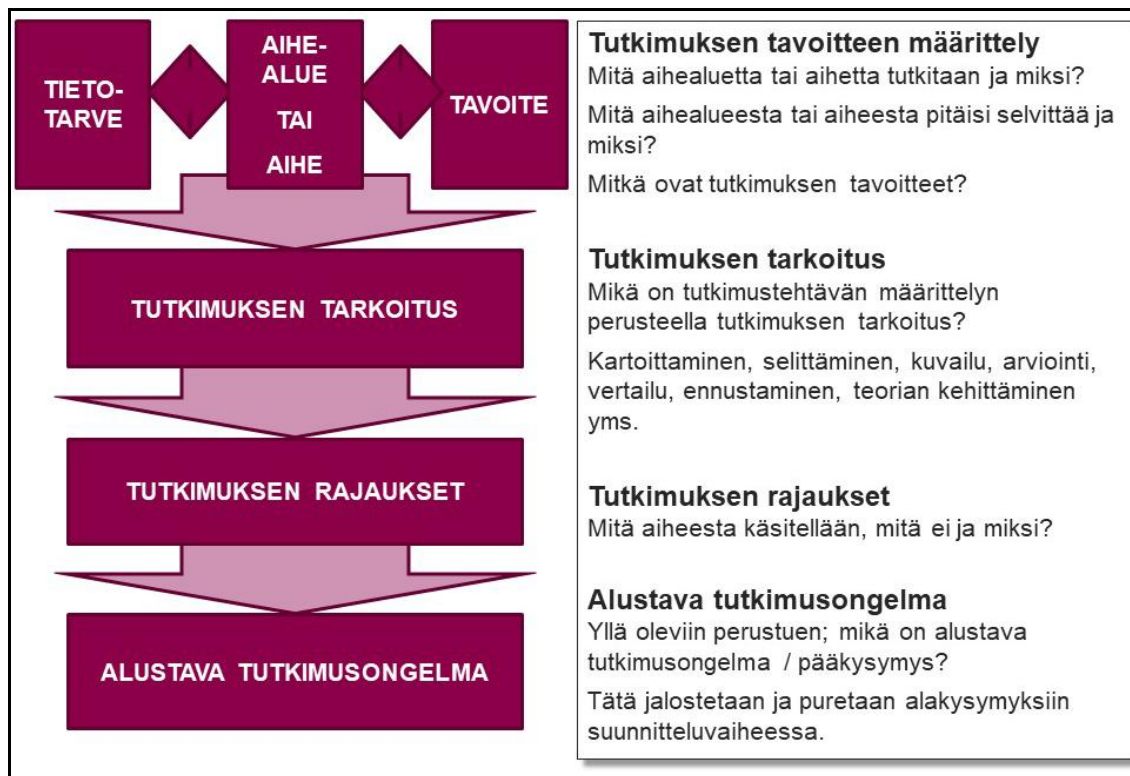 TIETO-
TARVE
AIHE-
ALUE
TAI
AIHE
TAVOITE
TUTKIMUKSEN TARKOITUS
TUTKIMUKSEN RAJAUKSET
ALUSTAVA TUTKIMUSONGELMA
Tutkimuksen tavoitteen määrittely
Mitä aihealuetta tai aihetta tutkitaan ja miksi?
Mitä aihealueesta tai aiheesta pitäisi selvittää ja
miksi?
Mitkä ovat tutkimuksen tavoitteet?
Tutkimuksen tarkoitus
Mikä on tutkimustehtävän määrittelyn
perusteella tutkimuksen tarkoitus?
Kartoittaminen, selittäminen, kuvailu, arviointi,
vertailu, ennustaminen, teorian kehittäminen
yms.
Tutkimuksen rajaukset
Mitä aiheesta käsitellään, mitä ei ja miksi?
Alustava tutkimusongelma
Yllä oleviin perustuen; mikä on alustava
tutkimusongelma / pääkysymys?
Tätä jalostetaan ja puretaan alakysymyksiin
suunnitteluvaiheessa.